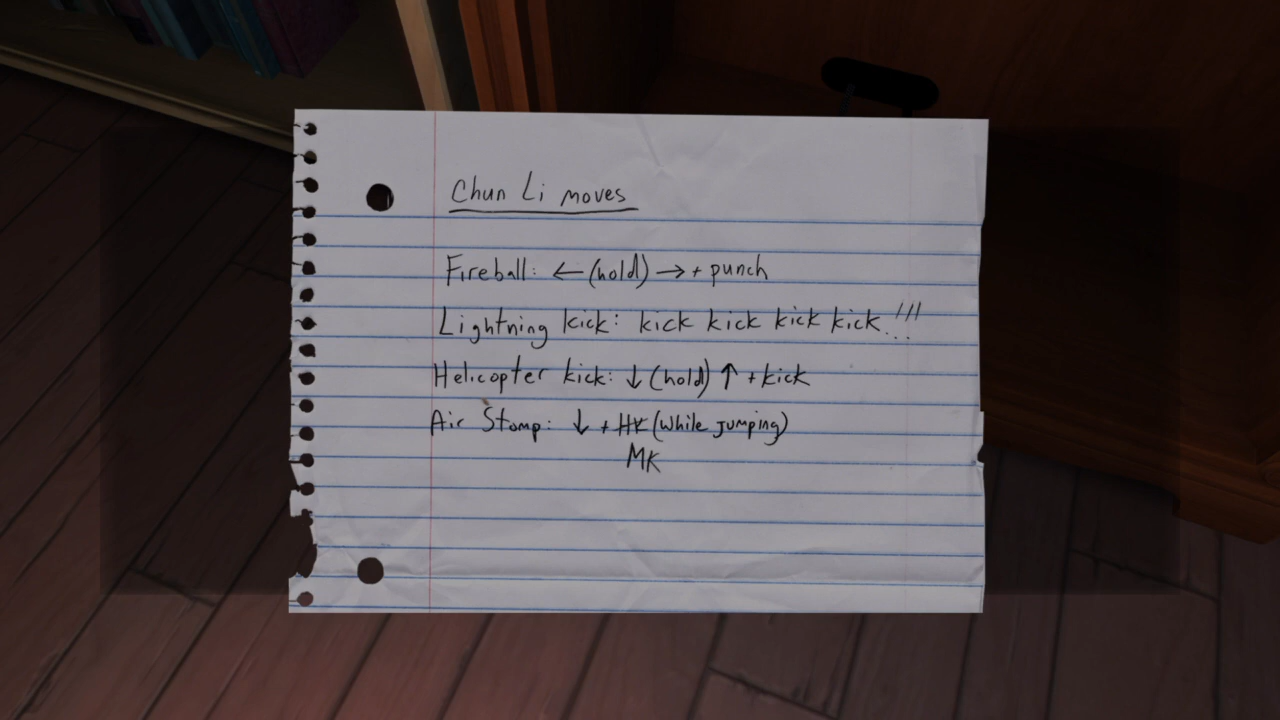 Chun Li moves
Fireball: ← (hold) → + punch
Lightning kick: kick kick kick kick!!!
Helicopter kick: ↓ (hold) ↑ + kick
Air Stomp: ↓ + HK (while jumping)
MK